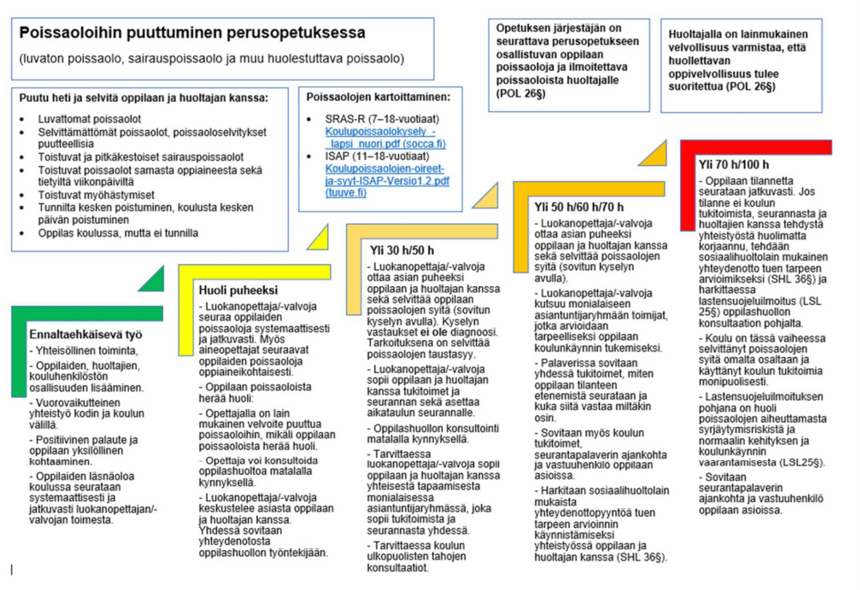 Poissaoloihin puuttuminen perusopetuksessa
(luvaton poissaolo, sairauspoissaolo ja muu huolestuttava poissaolo)
Opetuksen järjestäjän on
seurattava perusopetukseen
osallistuvan oppilaan
poissaoloja ja ilmoitettava
poissaoloista huoltajalle
(POL 26§)
Huoltajalla on lainmukainen
velvollisuus varmistaa, että
huollettavan
oppivelvollisuus tulee
suoritettua (POL 26§)
Puutu heti ja selvitä oppilaan ja huoltajan kanssa:
• Luvattomat poissaolot
• Selvittämättömät poissaolot, poissaoloselvitykset
puutteellisia
• Toistuvat ja pitkäkestoiset sairauspoissaolot
• Toistuvat poissaolot samasta oppiaineesta sekä
tietyiltä viikonpäiviltä
• Toistuvat myöhästymiset
• Tunnilta kesken poistuminen, koulusta kesken
päivän poistuminen
• Oppilas koulussa, mutta ei tunnilla
Poissaolojen kartoittaminen:
• SRAS-R (7–18-vuotiaat)
Koulupoissaolokysely_-
_lapsi_nuori.pdf (socca.fi)
• ISAP (11–18-vuotiaat)
Koulupoissaolojen-oireet-
ja-syyt-ISAP-Versio1.2.pdf
(tuuve.fi)
Ennaltaehkäisevä työ
- Yhteisöllinen toiminta,
- Oppilaiden, huoltajien,
kouluhenkilöstön
osallisuuden lisääminen.
- Vuorovaikutteinen
yhteistyö kodin ja koulun
välillä.
- Positiivinen palaute ja
oppilaan yksilöllinen
kohtaaminen.
- Oppilaiden läsnäoloa
koulussa seurataan
systemaattisesti ja
jatkuvasti luokanopettajan/-
valvojan toimesta.
Huoli puheeksi
- Luokanopettaja/-valvoja
seuraa oppilaiden
poissaoloja systemaattisesti
ja jatkuvasti. Myös
aineopettajat seuraavat
oppilaiden poissaoloja
oppiainekohtaisesti.
- Oppilaan poissaoloista
herää huoli:
- Opettajalla on lain
mukainen velvoite puuttua
poissaoloihin, mikäli oppilaan
poissaoloista herää huoli.
- Opettaja voi konsultoida
oppilashuoltoa matalalla
kynnyksellä.
- Luokanopettaja/-valvoja
keskustelee asiasta oppilaan
ja huoltajan kanssa.
Yhdessä sovitaan
yhteydenotosta
oppilashuollon työntekijään.
Yli 30 h/50 h
- Luokanopettaja/-valvoja
ottaa asian puheeksi
oppilaan ja huoltajan kanssa
sekä selvittää oppilaan
poissaolojen syitä (sovitun
kyselyn avulla). Kyselyn
vastaukset ei ole diagnoosi.
Tarkoituksena on selvittää
poissaolojen taustasyy.
- Luokanopettaja/-valvoja
sopii oppilaan ja huoltajan
kanssa tukitoimet ja
seurannan sekä asettaa
aikataulun seurannalle.
- Oppilashuollon konsultointi
matalalla kynnyksellä.
- Tarvittaessa
luokanopettaja/-valvoja sopii
oppilaan ja huoltajan kanssa
yhteisestä tapaamisesta
monialaisessa
asiantuntijaryhmässä, joka
sopii tukitoimista ja
seurannasta yhdessä.
- Tarvittaessa koulun
ulkopuolisten tahojen
konsultaatiot.
Yli 50 h/60 h/70 h
- Luokanopettaja/-valvoja
ottaa asian puheeksi
oppilaan ja huoltajan kanssa
sekä selvittää poissaolojen
syitä (sovitun kyselyn
avulla).
- Luokanopettaja/-valvoja
kutsuu monialaiseen
asiantuntijaryhmään toimijat,
jotka arvioidaan
tarpeelliseksi oppilaan
koulunkäynnin tukemiseksi.
- Palaverissa sovitaan
yhdessä tukitoimet, miten
oppilaan tilanteen
etenemistä seurataan ja
kuka siitä vastaa miltäkin
osin.
- Sovitaan myös koulun
tukitoimet,
seurantapalaverin ajankohta
ja vastuuhenkilö oppilaan
asioissa.
- Harkitaan sosiaalihuoltolain
mukaista
yhteydenottopyyntöä tuen
tarpeen arvioinnin
käynnistämiseksi
yhteistyössä oppilaan ja
huoltajan kanssa (SHL 36§).
Yli 70 h/100 h
- Oppilaan tilannetta
seurataan jatkuvasti. Jos
tilanne ei koulun
tukitoimista, seurannasta ja
huoltajien kanssa tehdystä
yhteistyöstä huolimatta
korjaannu, tehdään
sosiaalihuoltolain mukainen
yhteydenotto tuen tarpeen
arvioimiseksi (SHL 36§) ja
harkittaessa
lastensuojeluilmoitus (LSL
25§) oppilashuollon
konsultaation pohjalta.
- Koulu on tässä vaiheessa
selvittänyt poissaolojen
syitä omalta osaltaan ja
käyttänyt koulun tukitoimia
monipuolisesti.
- Lastensuojeluilmoituksen
pohjana on huoli
poissaolojen aiheuttamasta
syrjäytymisriskistä ja
normaalin kehityksen ja
koulunkäynnin
vaarantamisesta (LSL25§).
- Sovitaan
seurantapalaverin
ajankohta ja vastuuhenkilö
oppilaan asioissa.